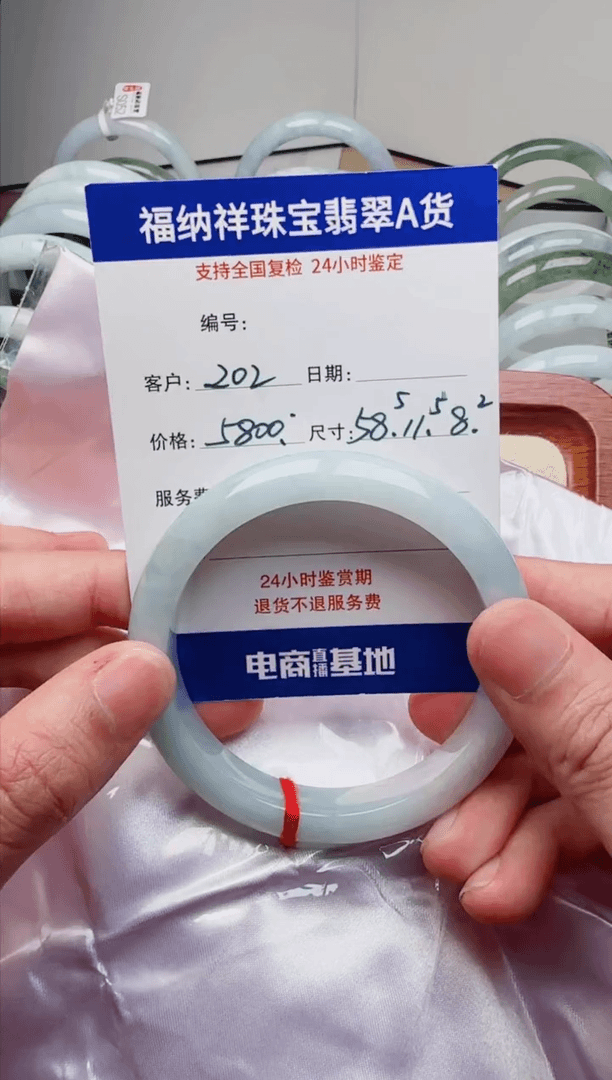 福纳祥珠宝翡翠A货
支持全国复检 24小时鉴定
编号:
客户: 202 日期:
价格: 5800. 尺寸: 58.5 11.5 8.2
服务费
24小时鉴赏期
退货不退服务费
电商直播基地